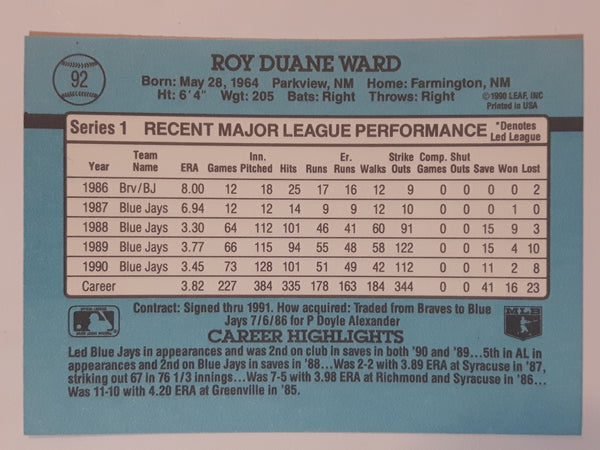 92
ROY DUANE WARD
Born: May 28, 1964 Parkview, NM Home: Farmington, NM
Ht: 6'4" Wgt: 205 Bats: Right Throws: Right
©1990 LEAF, INC
Printed in USA
Series 1 RECENT MAJOR LEAGUE PERFORMANCE *Denotes Led League
Year Team Name ERA Games Inn. Pitched Hits Runs Er. Runs Walks Strike Outs Comp. Games Shut Outs Save Won Lost
1986 Brv/BJ 8.00 12 18 25 17 16 12 9 0 0 0 0 2
1987 Blue Jays 6.94 12 12 14 9 9 12 10 0 0 0 1 0
1988 Blue Jays 3.30 64 112 101 46 41 60 91 0 0 15 9 3
1989 Blue Jays 3.77 66 115 94 55 48 58 122 0 0 15 4 10
1990 Blue Jays 3.45 73 128 101 51 49 42 112 0 0 11 2 8
Career 3.82 227 384 335 178 163 184 344 0 0 41 16 23
Contract: Signed thru 1991. How acquired: Traded from Braves to Blue
Jays 7/6/86 for P Doyle Alexander
MLB
CAREER HIGHLIGHTS
Led Blue Jays in appearances and was 2nd on club in saves in both '90 and '89...5th in AL in
appearances and 2nd on Blue Jays in saves in '88...Was 2-2 with 3.89 ERA at Syracuse in '87,
striking out 67 in 76 1/3 innings...Was 7-5 with 3.98 ERA at Richmond and Syracuse in '86...
Was 11-10 with 4.20 ERA at Greenville in '85.